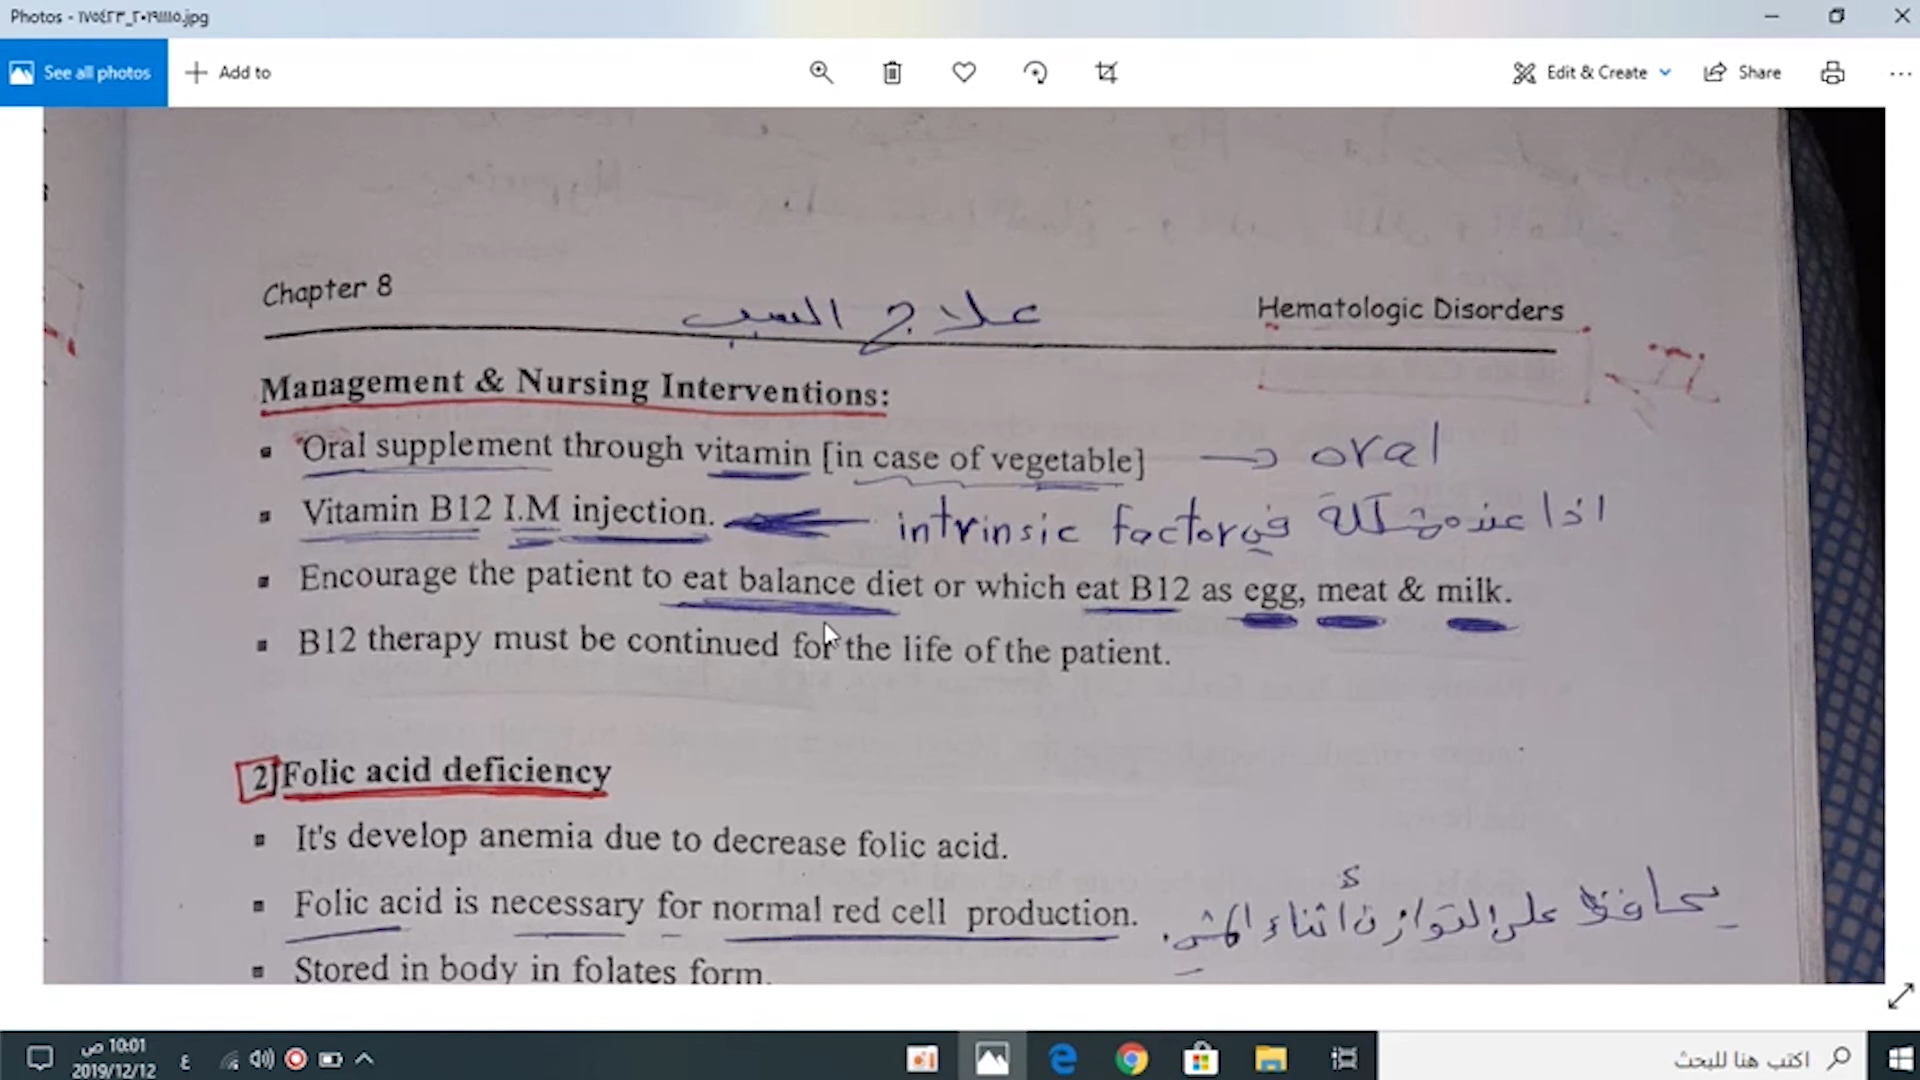 Photos - ٢٠١٩١١١٥_١٧٥٤٢٣.jpg
See all photos
Add to
Edit & Create
Share
Chapter 8
علاج السبب
Hematologic Disorders
Management & Nursing Interventions:
▪ Oral supplement through vitamin [in case of vegetable] → oral
▪ Vitamin B12 I.M injection. ← اذا عنده مشكلة في intrinsic factor
▪ Encourage the patient to eat balance diet or which eat B12 as egg, meat & milk.
▪ B12 therapy must be continued for the life of the patient.
2] Folic acid deficiency
▪ It's develop anemia due to decrease folic acid.
▪ Folic acid is necessary for normal red cell production.
يحافظ على التوازن أثناء المشي.
▪ Stored in body in folates form.
10:01 ص
2019/12/12
ع
اكتب هنا للبحث